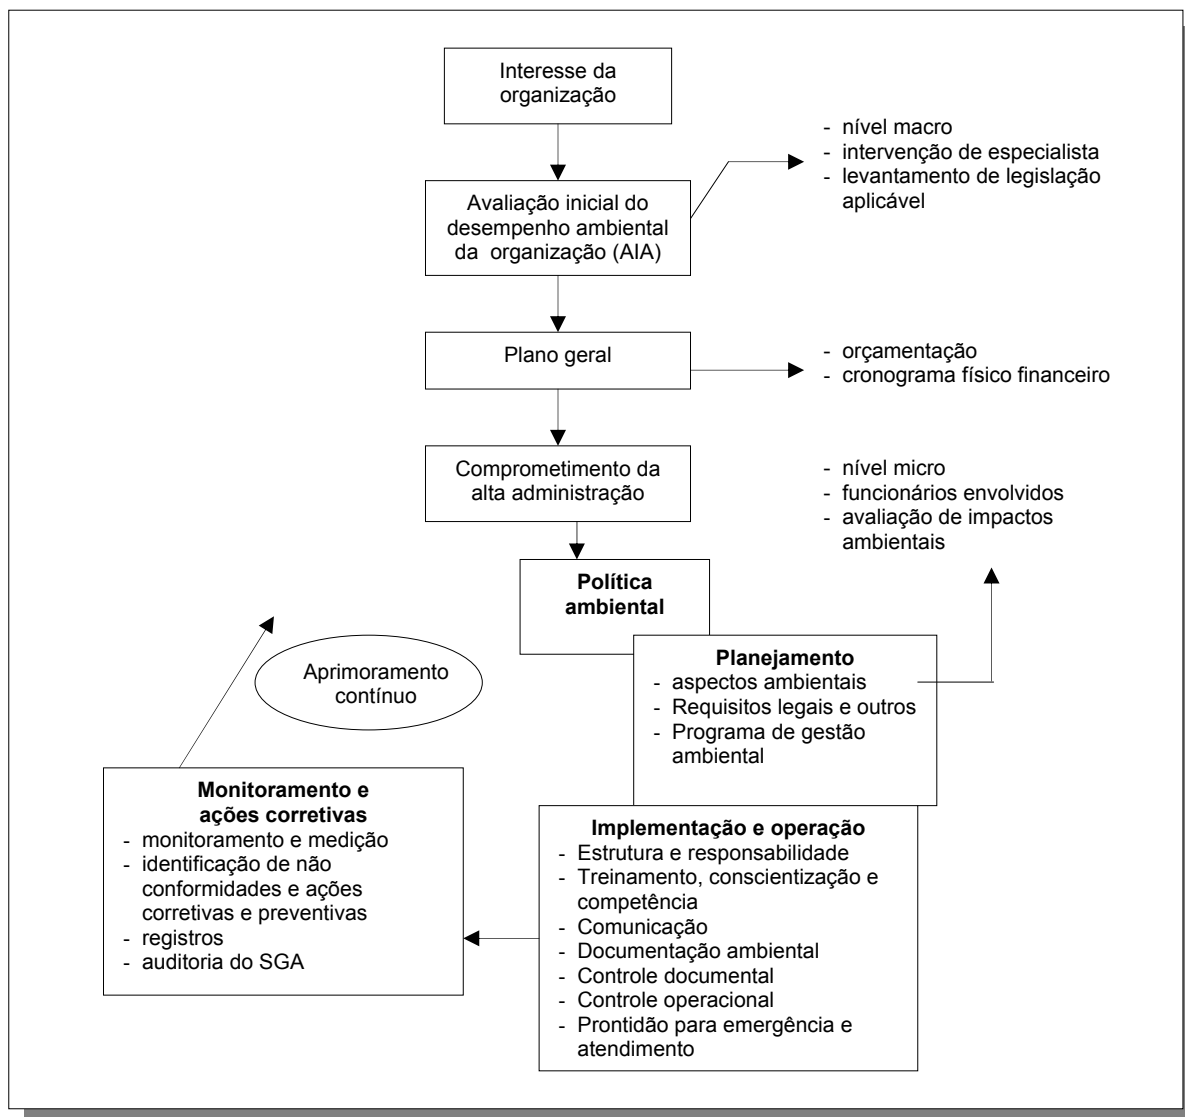 Interesse da
organização
- nível macro
- intervenção de especialista
- levantamento de legislação
aplicável
Avaliação inicial do
desempenho ambiental
da organização (AIA)
Plano geral
- orçamentação
- cronograma físico financeiro
Comprometimento da
alta administração
- nível micro
- funcionários envolvidos
- avaliação de impactos
ambientais
Política
ambiental
Planejamento
- aspectos ambientais
- Requisitos legais e outros
- Programa de gestão
ambiental
Aprimoramento
contínuo
Monitoramento e
ações corretivas
- monitoramento e medição
- identificação de não
conformidades e ações
corretivas e preventivas
- registros
- auditoria do SGA
Implementação e operação
- Estrutura e responsabilidade
- Treinamento, conscientização e
competência
- Comunicação
- Documentação ambiental
- Controle documental
- Controle operacional
- Prontidão para emergência e
atendimento